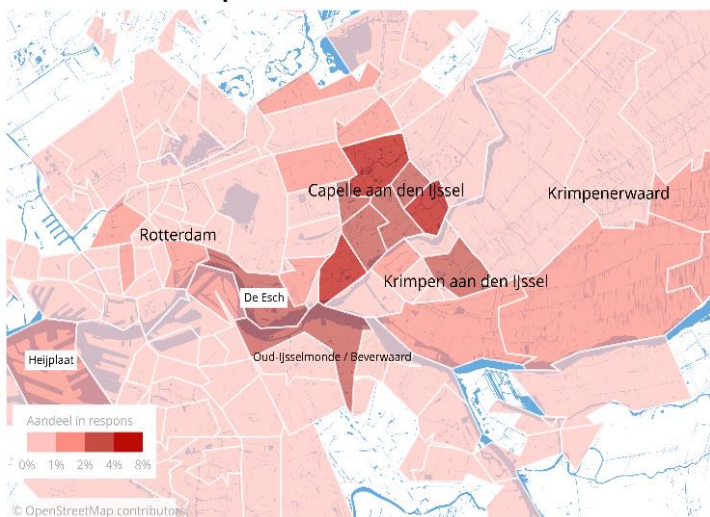 Capelle aan den IJssel
Krimpenerwaard
Rotterdam
Krimpen aan den IJssel
De Esch
Oud-IJsselmonde / Beverwaard
Heijplaat
Aandeel in respons
0% 1% 2% 4% 8%
© OpenStreetMap contributors